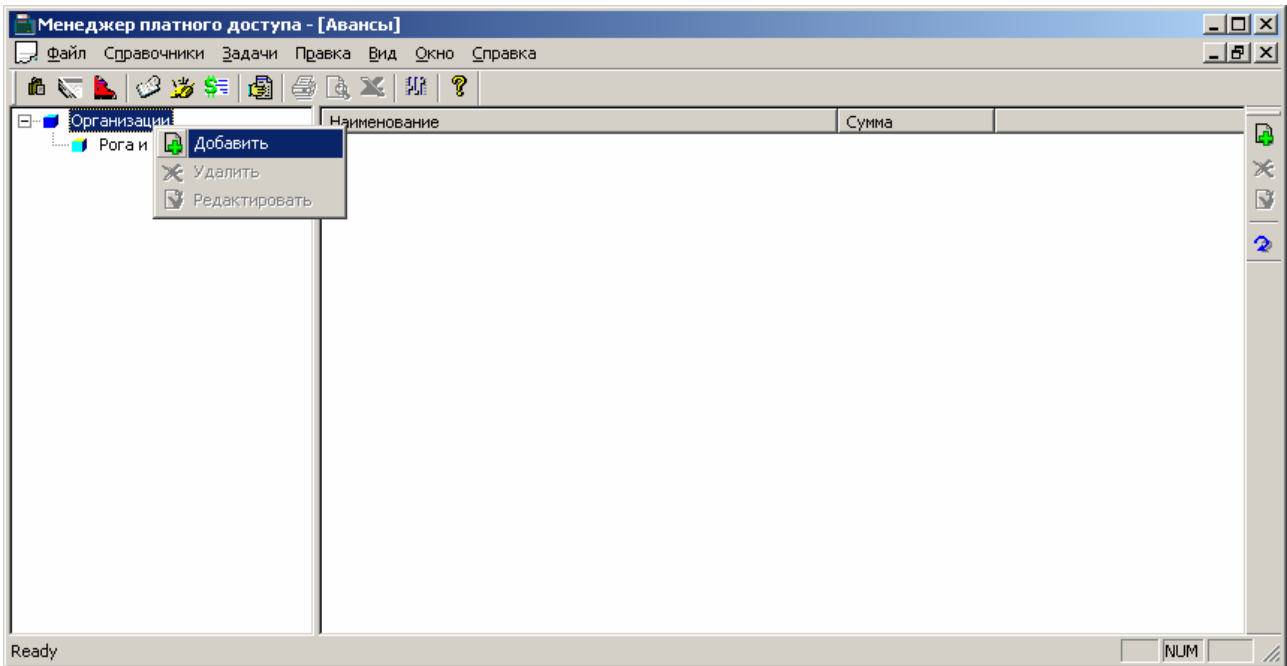 Менеджер платного доступа - [Авансы]
Файл Справочники Задачи Правка Вид Окно Справка
Организации
Наименование Сумма
Рога и
Добавить
Удалить
Редактировать
Ready
NUM